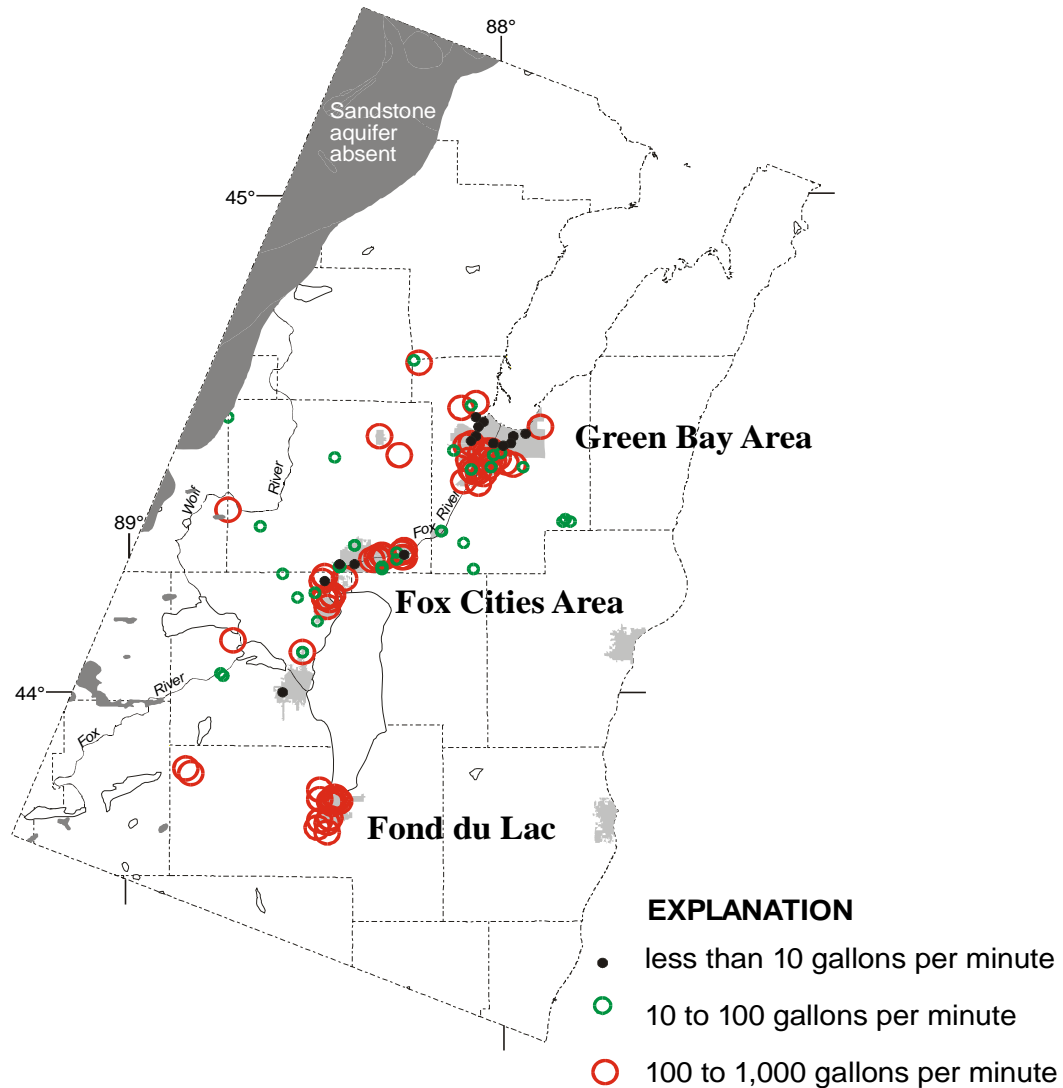 88°
Sandstone
aquifer
absent
45°
Green Bay Area
River
Wolf
Fox River
89°
Fox Cities Area
44°
River
Fox
Fond du Lac
EXPLANATION
less than 10 gallons per minute
10 to 100 gallons per minute
100 to 1,000 gallons per minute